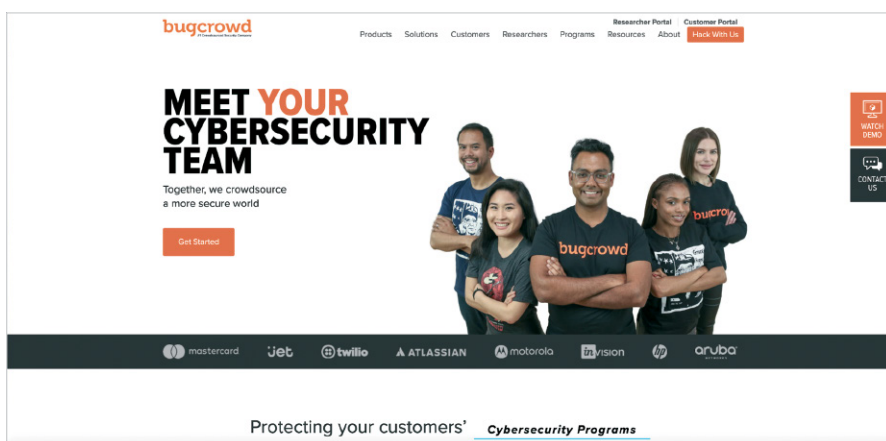 bugcrowd
Researcher Portal Customer Portal
Products Solutions Customers Researchers Programs Resources About Hack With Us
MEET YOUR
CYBERSECURITY
TEAM
Together, we crowdsource
a more secure world
Get Started
WATCH
DEMO
CONTACT
US
bugcrowd
bugcrow
mastercard jet twilio ATLASSIAN motorola invision hp aruba
NETWORKS
Protecting your customers' Cybersecurity Programs